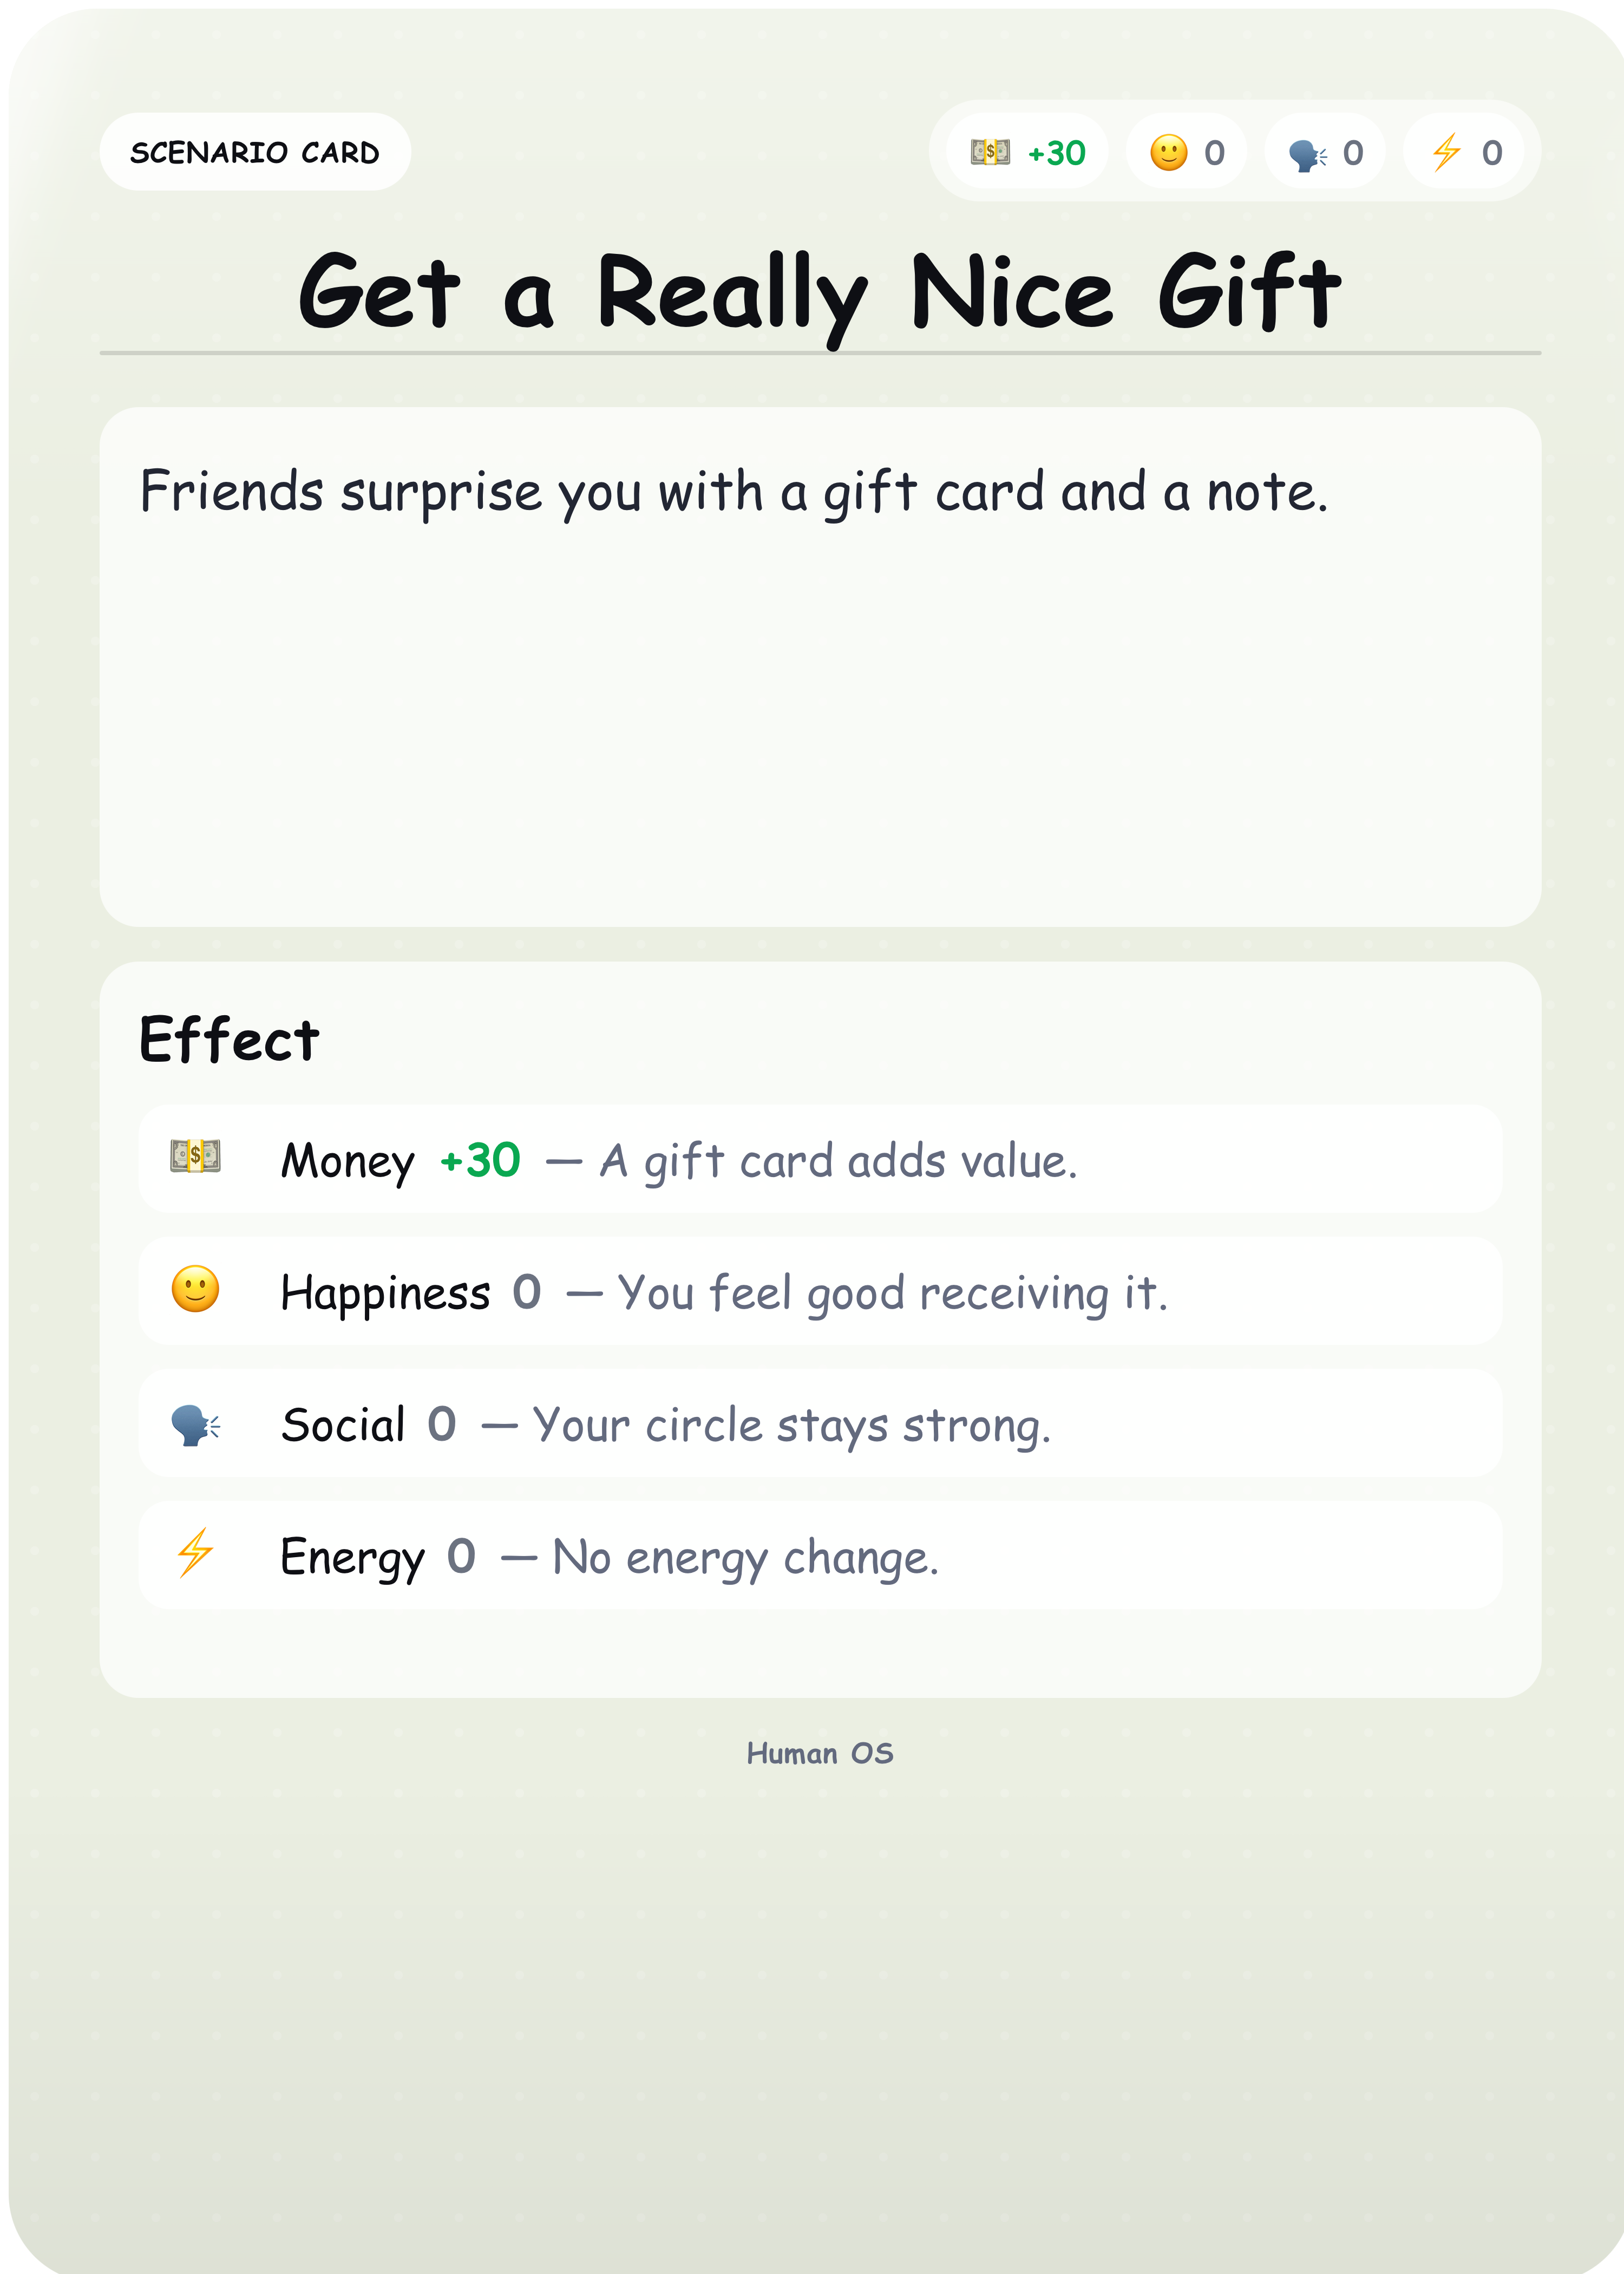 SCENARIO CARD
💵 +30 🙂 0 🗣️ 0 ⚡ 0
Get a Really Nice Gift
Friends surprise you with a gift card and a note.
Effect
💵 Money +30 — A gift card adds value.
🙂 Happiness 0 — You feel good receiving it.
🗣️ Social 0 — Your circle stays strong.
⚡ Energy 0 — No energy change.
Human OS